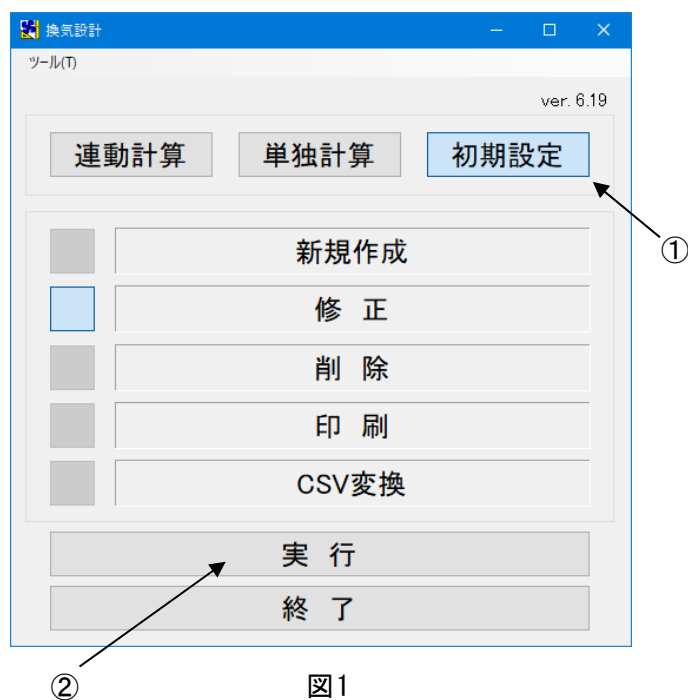 換気設計
ツール(T)
ver. 6.19
連動計算 単独計算 初期設定
①
新規作成
修 正
削 除
印 刷
CSV変換
実 行
終 了
②
図1